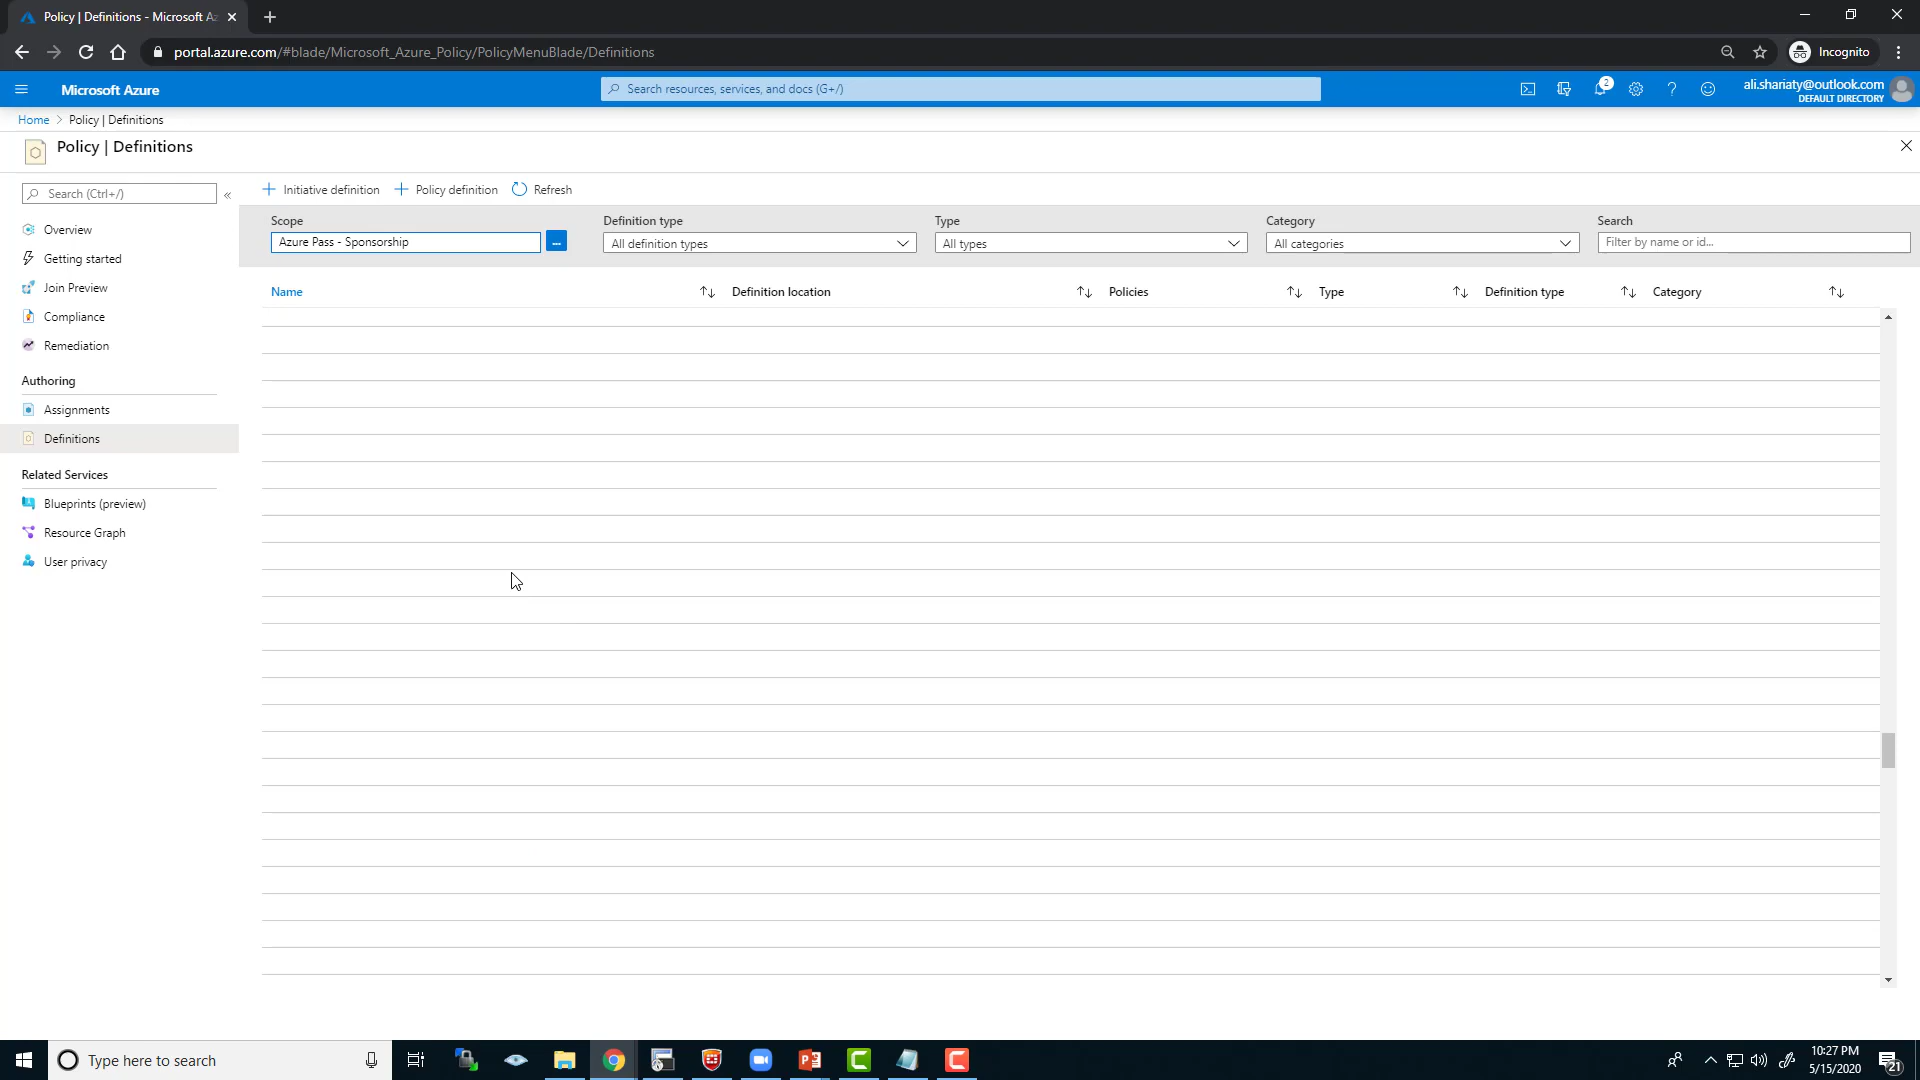 Policy | Definitions - Microsoft Az
portal.azure.com/#blade/Microsoft_Azure_Policy/PolicyMenuBlade/Definitions
Incognito
Microsoft Azure
Search resources, services, and docs (G+/)
2
ali.shariaty@outlook.com
DEFAULT DIRECTORY
Home > Policy | Definitions
Policy | Definitions
Search (Ctrl+/)
«
Initiative definition
Policy definition
Refresh
Scope
Definition type
Type
Category
Search
Azure Pass - Sponsorship
...
All definition types
All types
All categories
Filter by name or id...
Name
Definition location
Policies
Type
Definition type
Category
Overview
Getting started
Join Preview
Compliance
Remediation
Authoring
Assignments
Definitions
Related Services
Blueprints (preview)
Resource Graph
User privacy
Type here to search
10:27 PM
5/15/2020
21